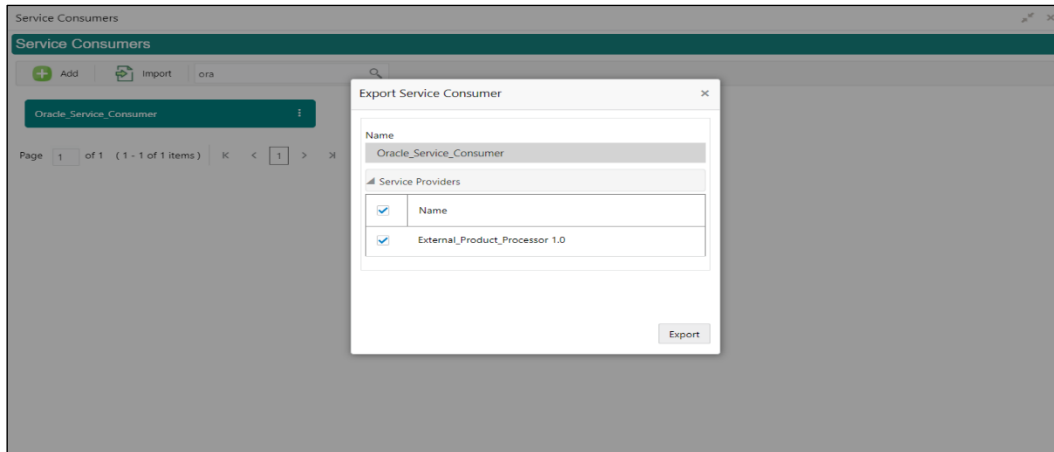 Service Consumers
Service Consumers
Add Import ora
Oracle_Service_Consumer
Page 1 of 1 (1 - 1 of 1 items) K < 1 > >|
Export Service Consumer
Name
Oracle_Service_Consumer
Service Providers
Name
External_Product_Processor 1.0
Export